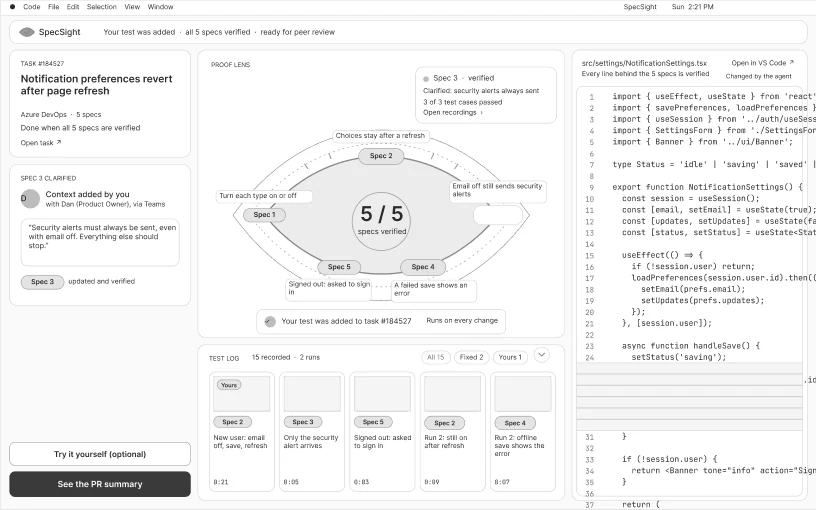 Code File Edit Selection View Window
SpecSight Sun 2:21 PM
SpecSight
Your test was added · all 5 specs verified · ready for peer review
TASK #184527
Notification preferences revert
after page refresh
Azure DevOps · 5 specs
Done when all 5 specs are verified
Open task ↗
SPEC 3 CLARIFIED
D
Context added by you
with Dan (Product Owner), via Teams
"Security alerts must always be sent, even
with email off. Everything else should
stop."
Spec 3 updated and verified
Try it yourself (optional)
See the PR summary
PROOF LENS
Spec 3 · verified
Clarified: security alerts always sent
3 of 3 test cases passed
Open recordings ›
Choices stay after a refresh
Spec 2
Turn each type on or off
Spec 1
Email off still sends security
alerts
5 / 5
specs verified
Spec 5
Spec 4
Signed out: asked to sign
in
A failed save shows an
error
✓ Your test was added to task #184527 Runs on every change
TEST LOG 15 recorded · 2 runs
All 15 Fixed 2 Yours 1
Yours
Spec 2
New user: email
off, save, refresh
0:21
Spec 3
Only the security
alert arrives
0:05
Spec 5
Signed out: asked
to sign in
0:03
Spec 2
Run 2: still on
after refresh
0:09
Spec 4
Run 2: offline
save shows the
error
0:07
src/settings/NotificationSettings.tsx Open in VS Code ↗
Every line behind the 5 specs is verified Changed by the agent
1 import { useEffect, useState } from 'react'
2 import { savePreferences, loadPreferences }
3 import { useSession } from '../auth/useSess
4 import { SettingsForm } from './SettingsFor
5 import { Banner } from '../ui/Banner';
6
7 type Status = 'idle' | 'saving' | 'saved' |
8
9 export function NotificationSettings() {
10 const session = useSession();
11 const [email, setEmail] = useState(true);
12 const [updates, setUpdates] = useState(fa
13 const [status, setStatus] = useState<Stat
14
15 useEffect(() => {
16 if (!session.user) return;
17 loadPreferences(session.user.id).then((
18 setEmail(prefs.email);
19 setUpdates(prefs.updates);
20 });
21 }, [session.user]);
22
23 async function handleSave() {
24 setStatus('saving');
.id
31 }
32
33 if (!session.user) {
34 return <Banner tone="info" action="Sign
35 }
36
37 return (